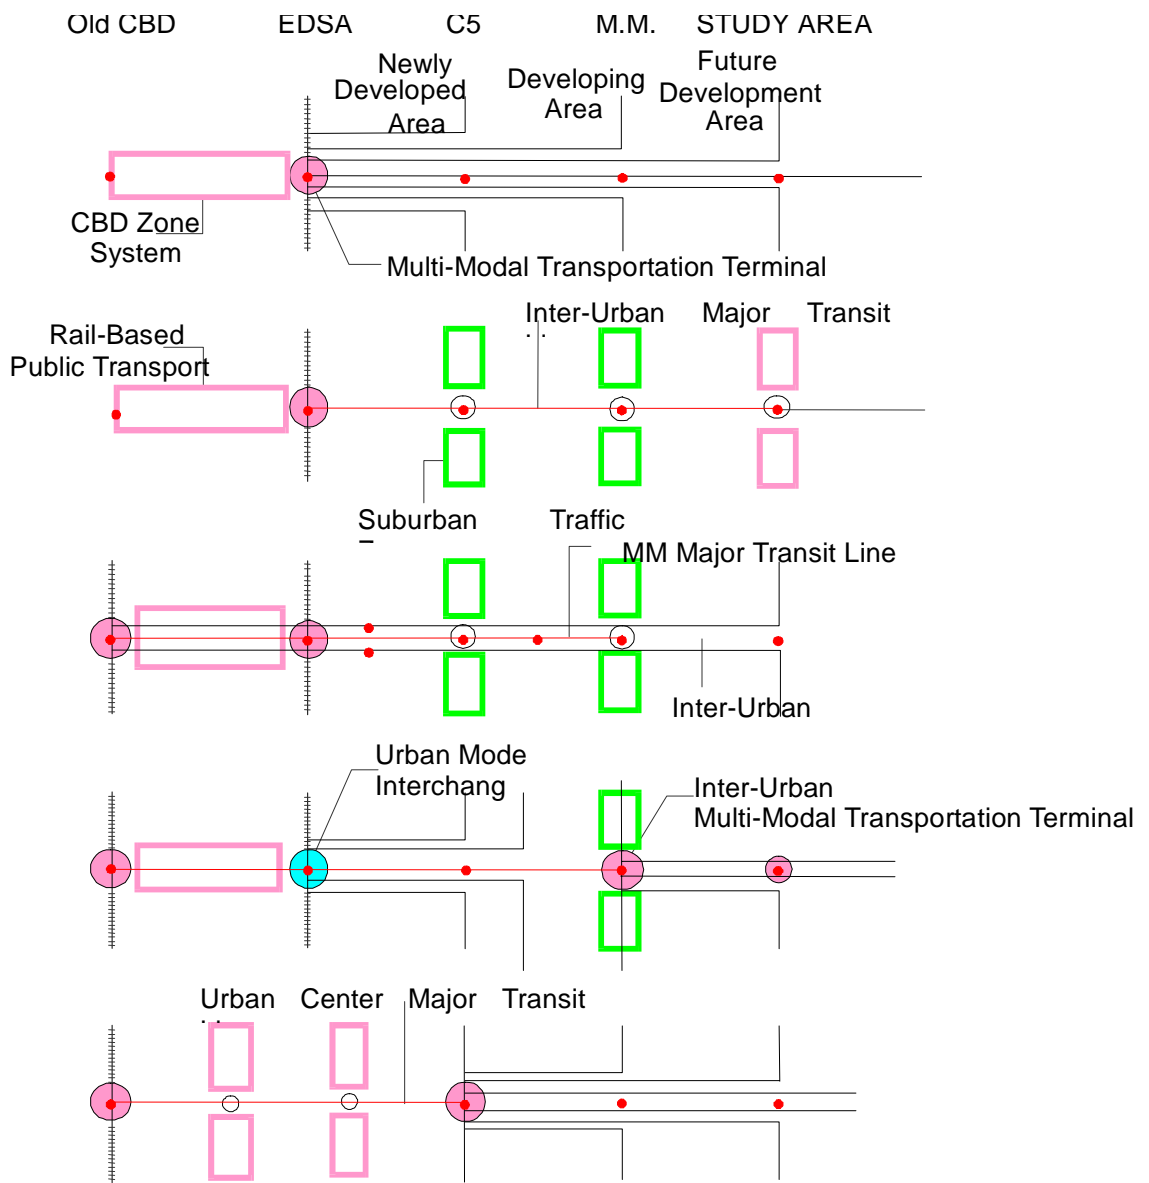 Old CBD EDSA C5 M.M. STUDY AREA
Newly
Developed
Area
Developing
Area
Future
Development
Area
CBD Zone
System
Multi-Modal Transportation Terminal
Rail-Based
Public Transport
Inter-Urban Major Transit
Suburban Traffic
MM Major Transit Line
Inter-Urban
Urban Mode
Interchang
Inter-Urban
Multi-Modal Transportation Terminal
Urban Center Major Transit